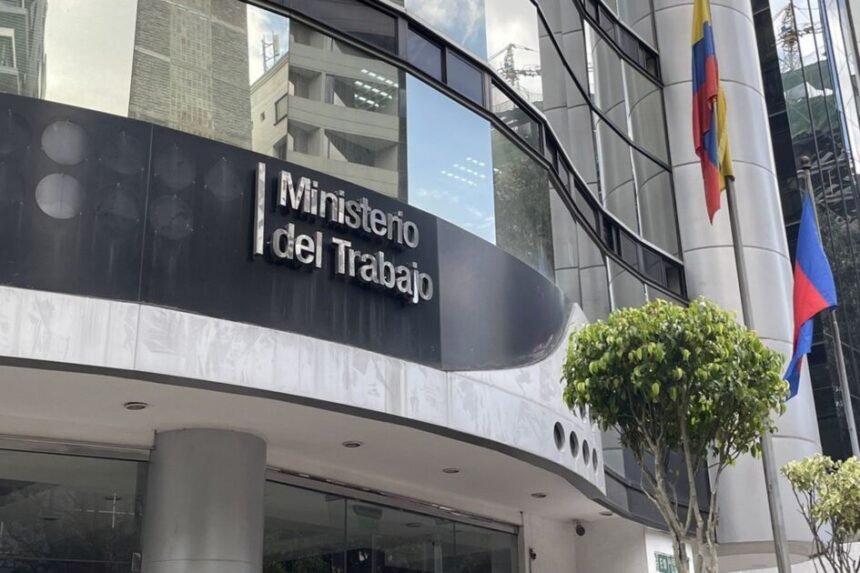 Ministerio
del Trabajo